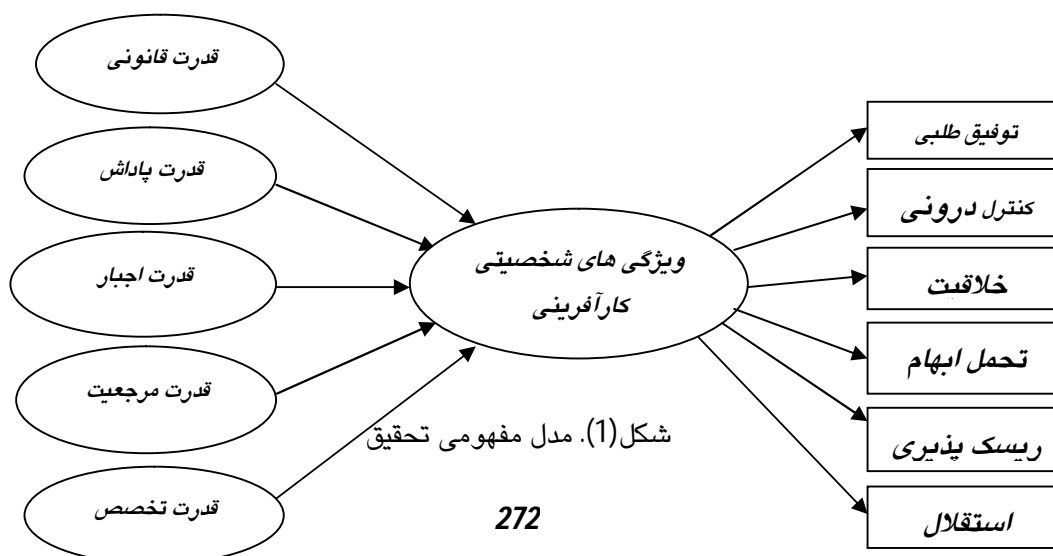 قدرت قانونی
قدرت پاداش
قدرت اجبار
قدرت مرجعیت
قدرت تخصص
ویژگی های شخصیتی
کارآفرینی
توفیق طلبی
کنترل درونی
خلاقیت
تحمل ابهام
ریسک پذیری
استقلال
شکل(1). مدل مفهومی تحقیق
272